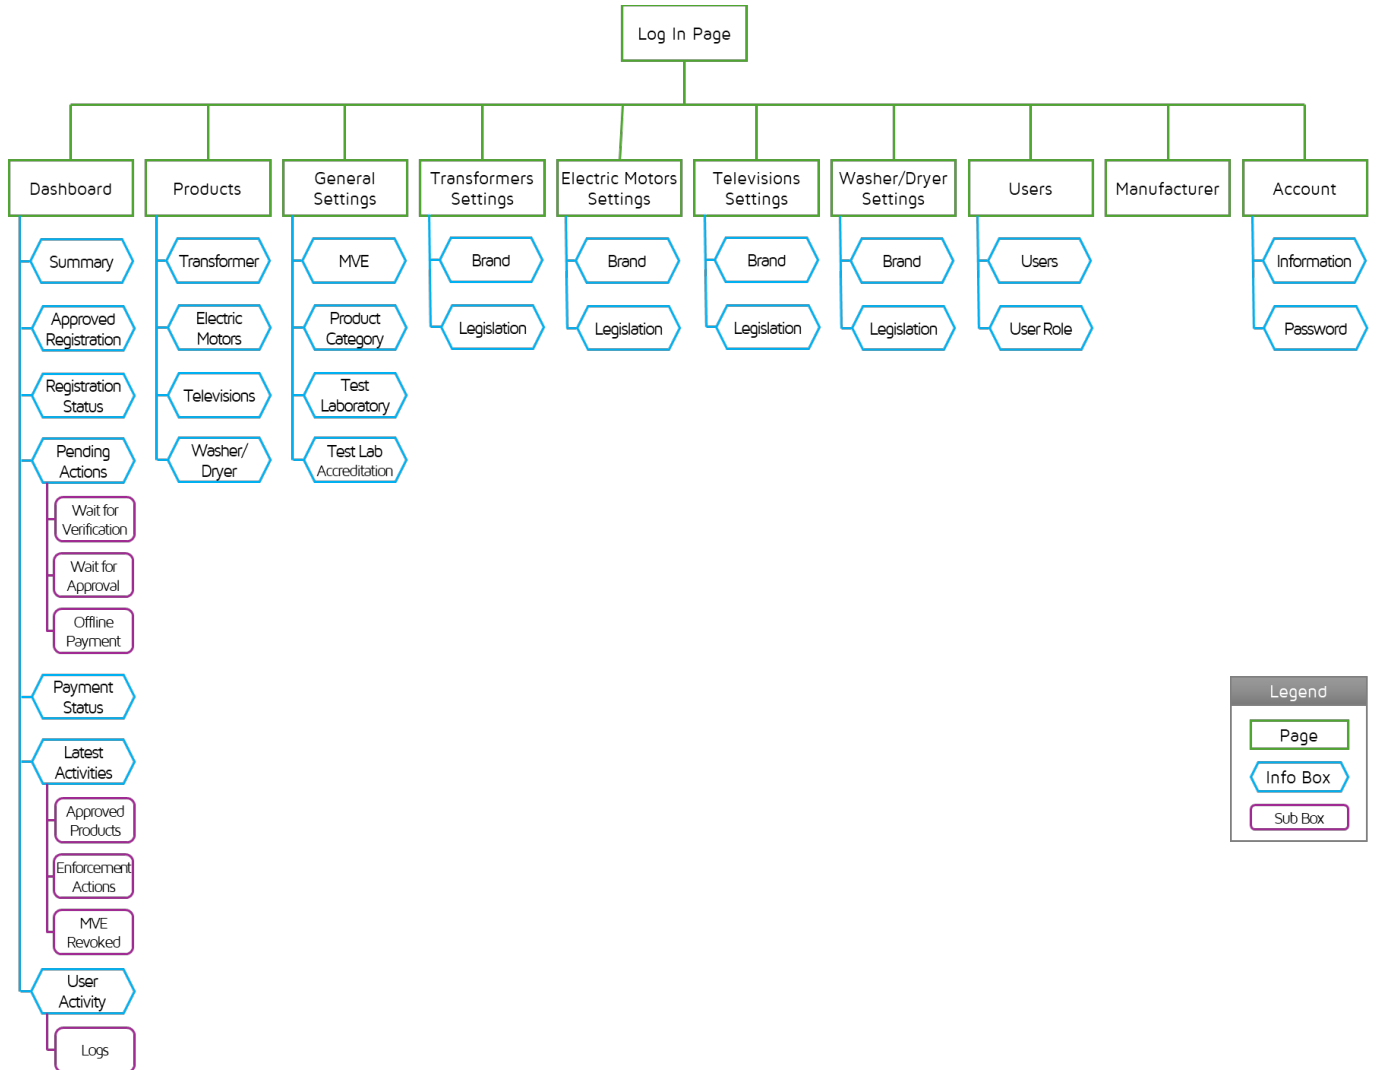 Log In Page
Dashboard
Products
General
Settings
Transformers
Settings
Electric Motors
Settings
Televisions
Settings
Washer/Dryer
Settings
Users
Manufacturer
Account
Summary
Approved
Registration
Registration
Status
Pending
Actions
Wait for
Verification
Wait for
Approval
Offline
Payment
Payment
Status
Latest
Activities
Approved
Products
Enforcement
Actions
MVE
Revoked
User
Activity
Logs
Transformer
Electric
Motors
Televisions
Washer/
Dryer
MVE
Product
Category
Test
Laboratory
Test Lab
Accreditation
Brand
Legislation
Brand
Legislation
Brand
Legislation
Brand
Legislation
Users
User Role
Information
Password
Legend
Page
Info Box
Sub Box